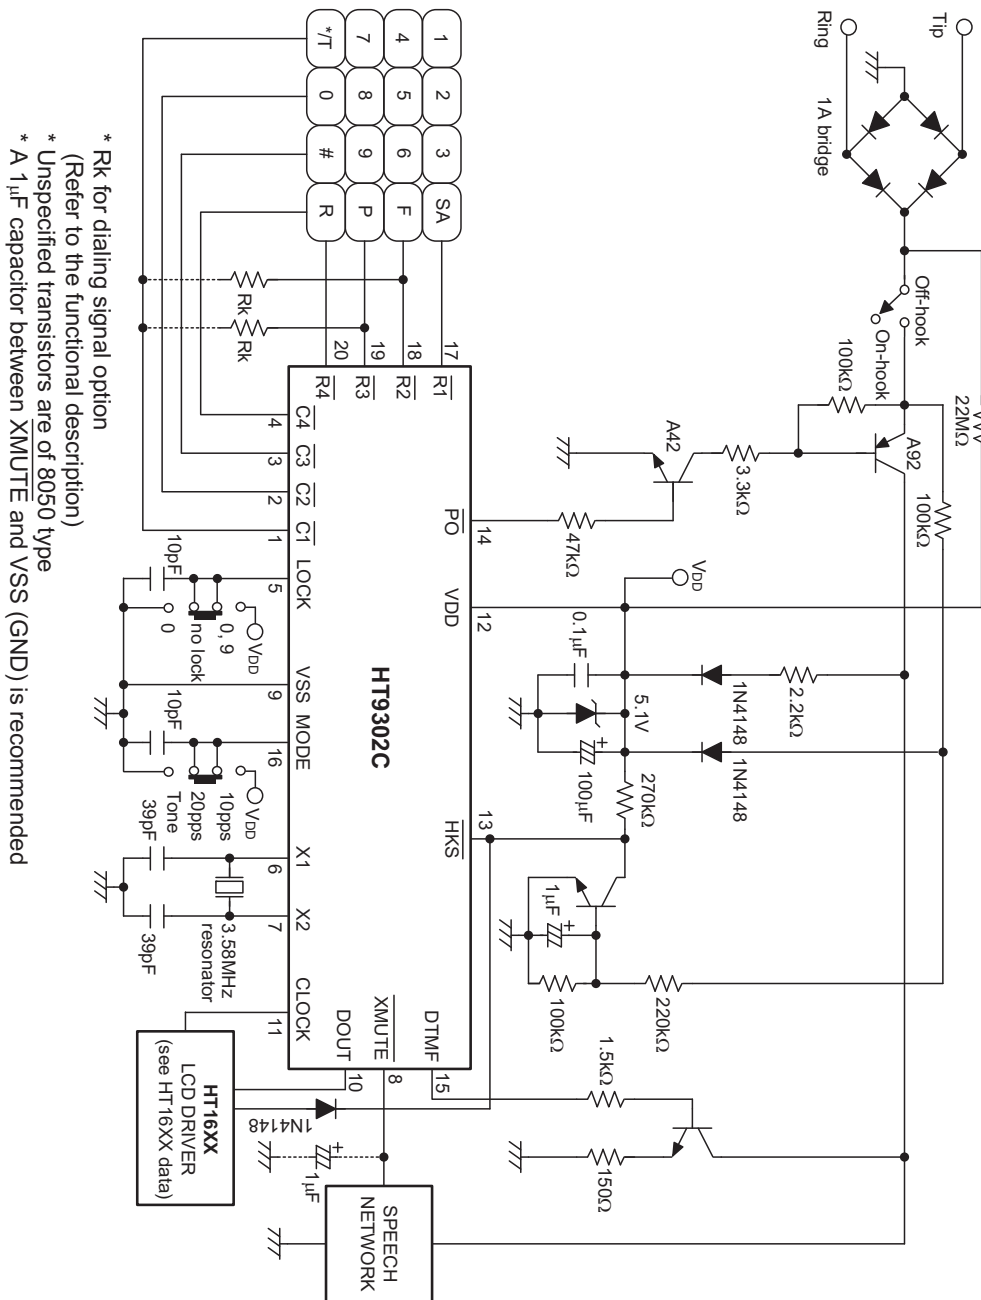 Tip
Ring
1A bridge
Off-hook
On-hook
22MΩ
100kΩ
A92
100kΩ
3.3kΩ
A42
47kΩ
VDD
2.2kΩ
1N4148
1N4148
0.1μF
5.1V
100μF
270kΩ
1μF
100kΩ
220kΩ
1.5kΩ
150Ω
1 2 3 SA
4 5 6 F
7 8 9 P
*/T 0 # R
Rk
Rk
17 18 19 20
R1 R2 R3 R4
14
PO
12
VDD
13
HKS
HT9302C
C4 C3 C2 C1 LOCK VSS MODE X1 X2 CLOCK
4 3 2 1 5 9 16 6 7 11
DTMF
15
XMUTE
8
DOUT
10
10pF
VDD
0, 9
no lock
0
10pF
VDD
10pps
20pps
Tone
39pF
39pF
3.58MHz
resonator
HT16XX
LCD DRIVER
(see HT16XX data)
1N4148
1μF
SPEECH
NETWORK
* Rk for dialing signal option
(Refer to the functional description)
* Unspecified transistors are of 8050 type
* A 1μF capacitor between XMUTE and VSS (GND) is recommended